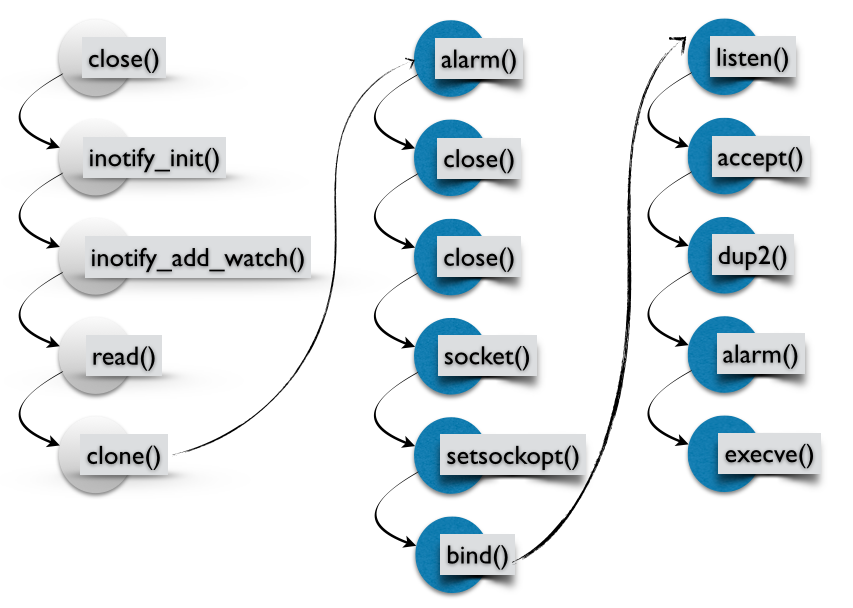 close()
inotify_init()
inotify_add_watch()
read()
clone()
alarm()
close()
close()
socket()
setsockopt()
bind()
listen()
accept()
dup2()
alarm()
execve()